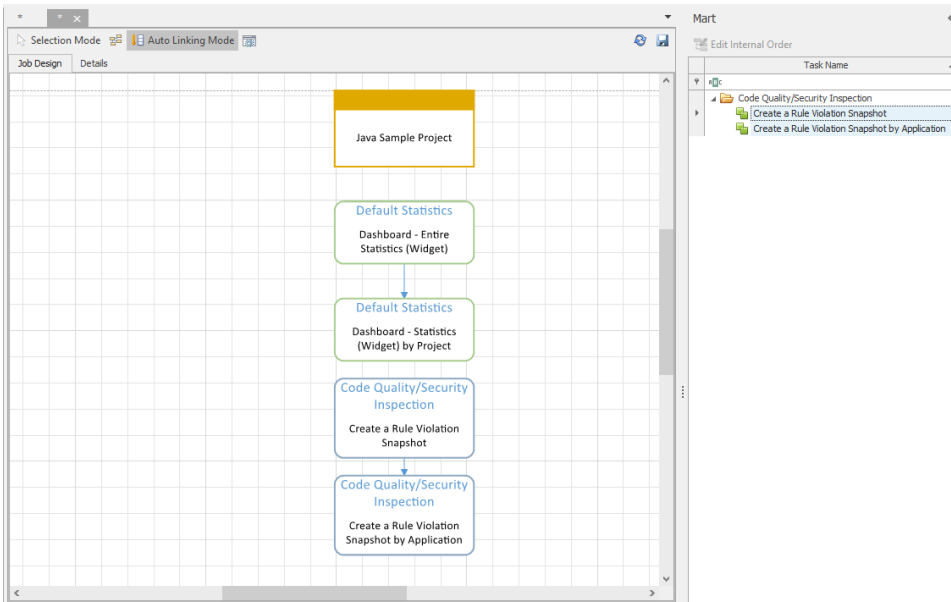 * * ×
Mart
Selection Mode Auto Linking Mode
Edit Internal Order
Job Design Details
Task Name
Java Sample Project
Code Quality/Security Inspection
Create a Rule Violation Snapshot
Create a Rule Violation Snapshot by Application
Default Statistics
Dashboard - Entire
Statistics (Widget)
Default Statistics
Dashboard - Statistics
(Widget) by Project
Code Quality/Security
Inspection
Create a Rule Violation
Snapshot
Code Quality/Security
Inspection
Create a Rule Violation
Snapshot by Application